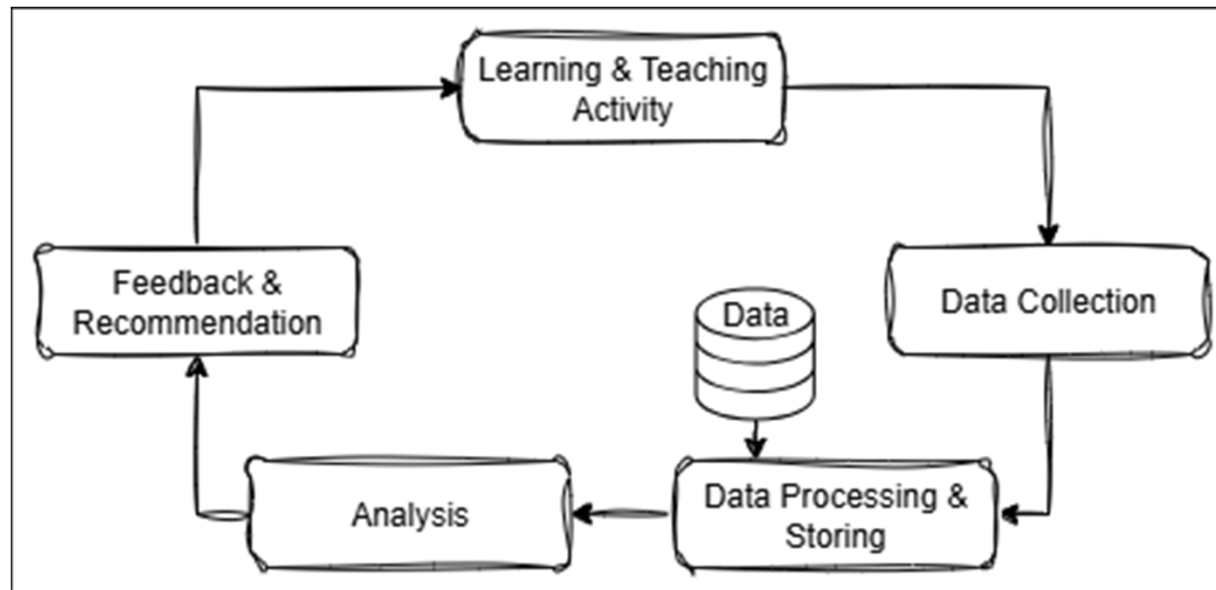 Learning & Teaching
Activity
Feedback &
Recommendation
Data Collection
Data
Analysis
Data Processing &
Storing